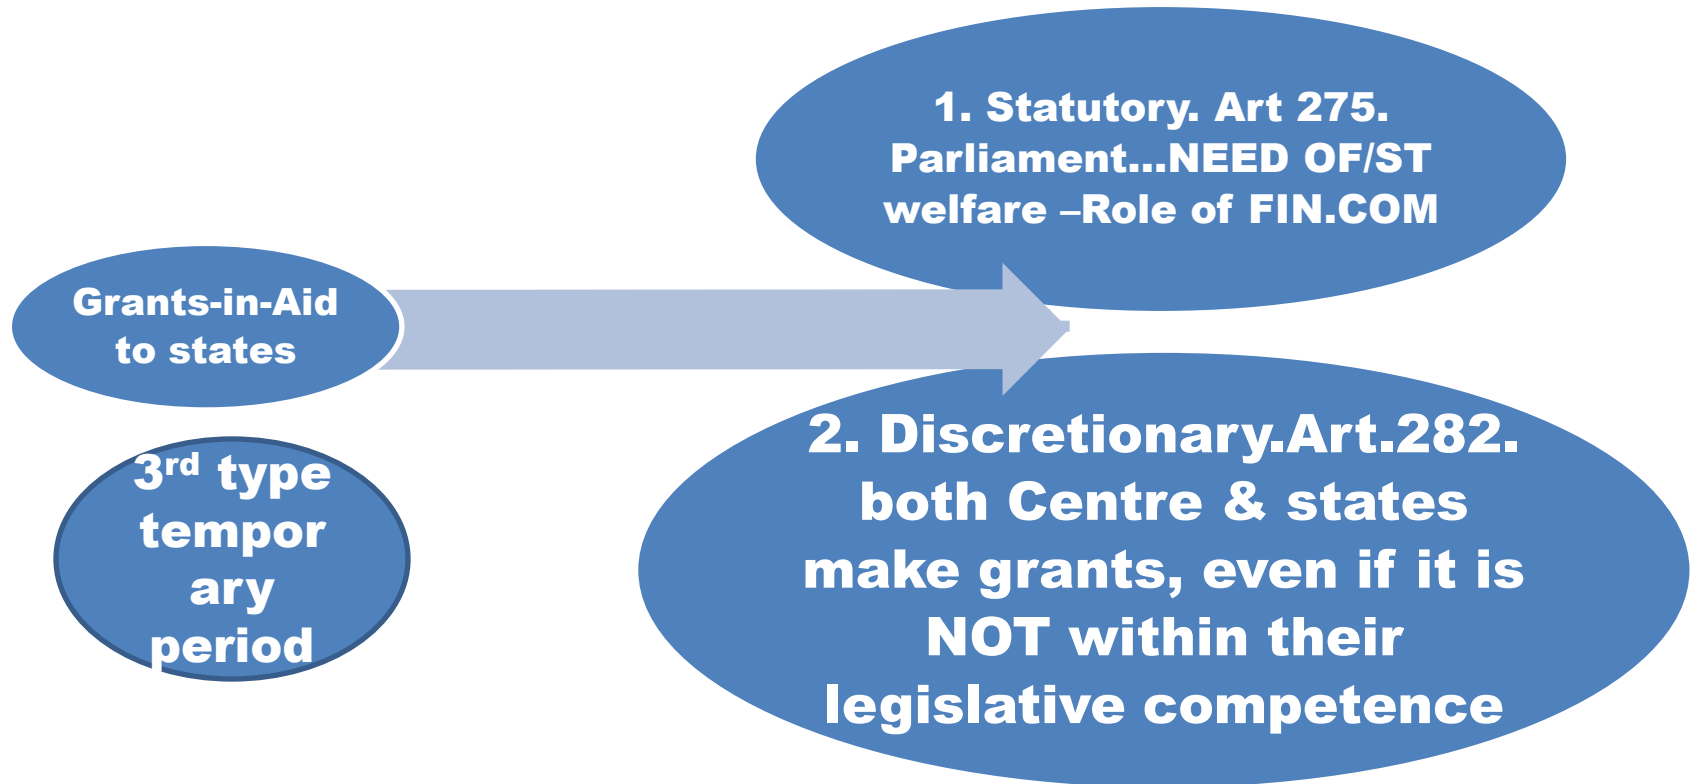 Grants-in-Aid
to states
1. Statutory. Art 275.
Parliament...NEED OF/ST
welfare –Role of FIN.COM
2. Discretionary.Art.282.
both Centre & states
make grants, even if it is
NOT within their
legislative competence
3rd type
tempor
ary
period